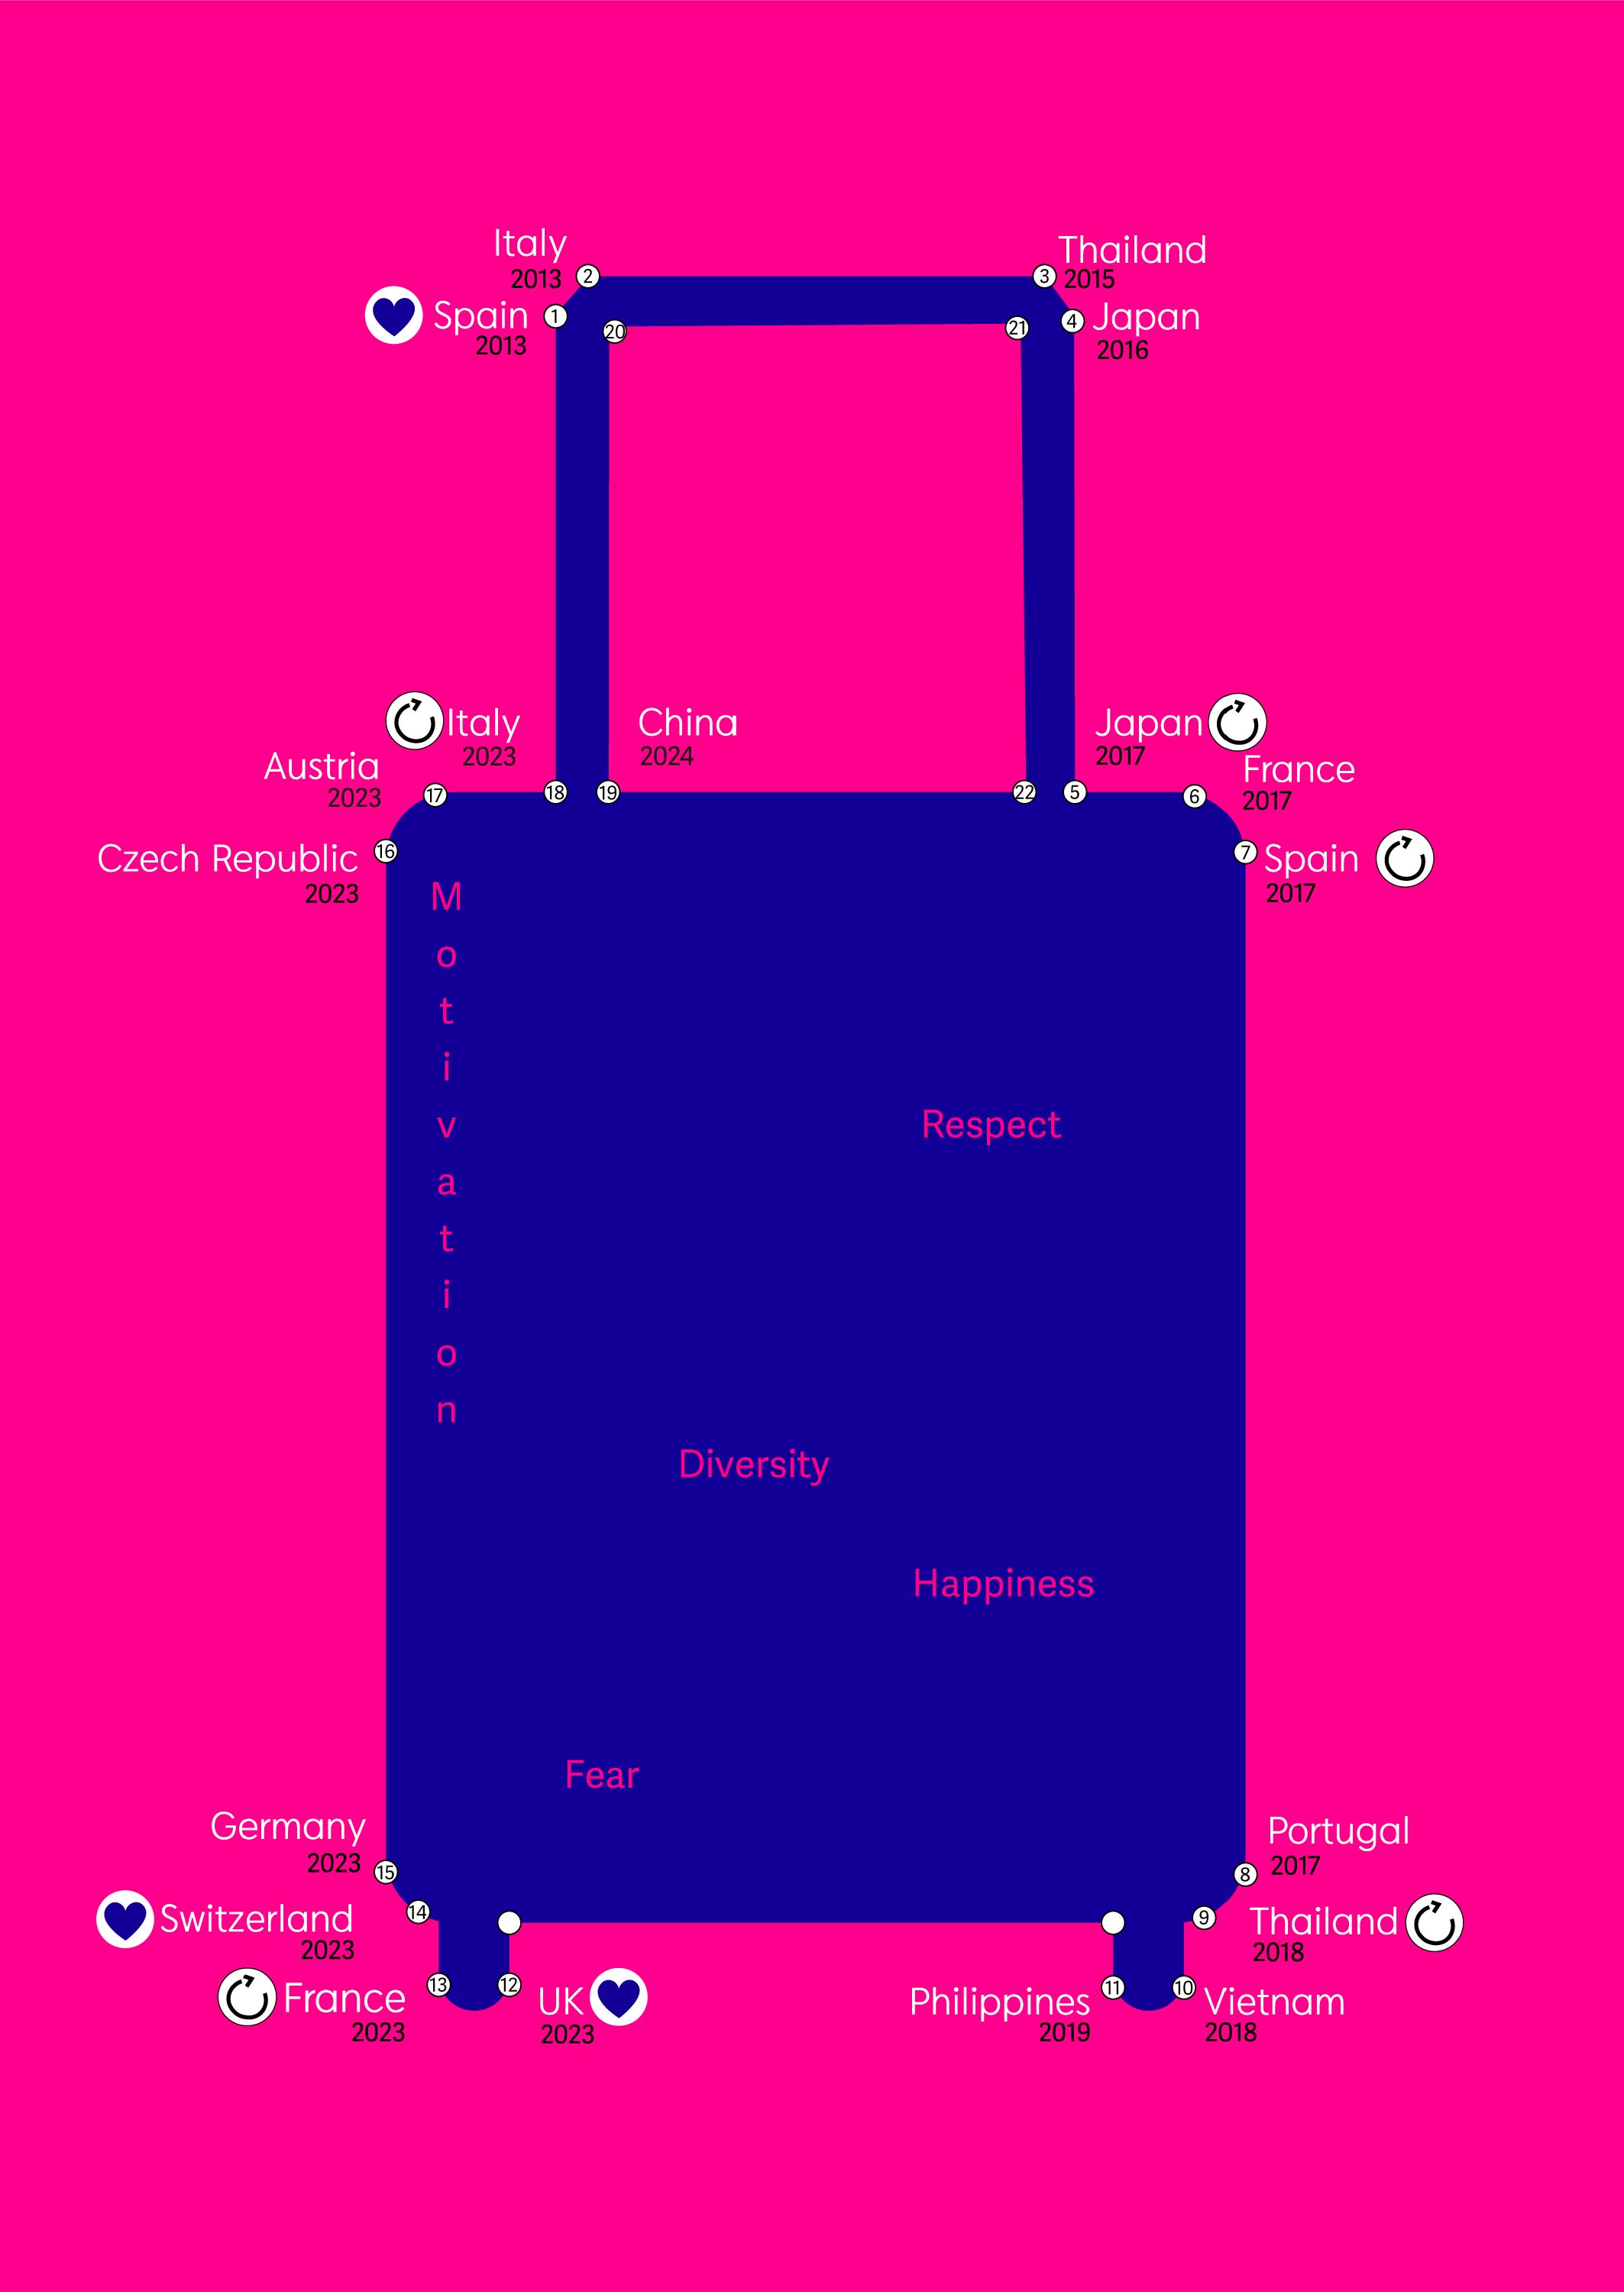 Italy
2013
2
3
Thailand
2015
Spain
2013
1
20
21
4
Japan
2016
Italy
2023
China
2024
Japan
2017
Austria
2023
17
18
19
22
5
6
France
2017
Czech Republic
2023
16
7
Spain
2017
Motivation
Respect
Diversity
Happiness
Fear
Germany
2023
15
8
Portugal
2017
Switzerland
2023
14
9
Thailand
2018
France
2023
13
12
UK
2023
Philippines
2019
11
10
Vietnam
2018